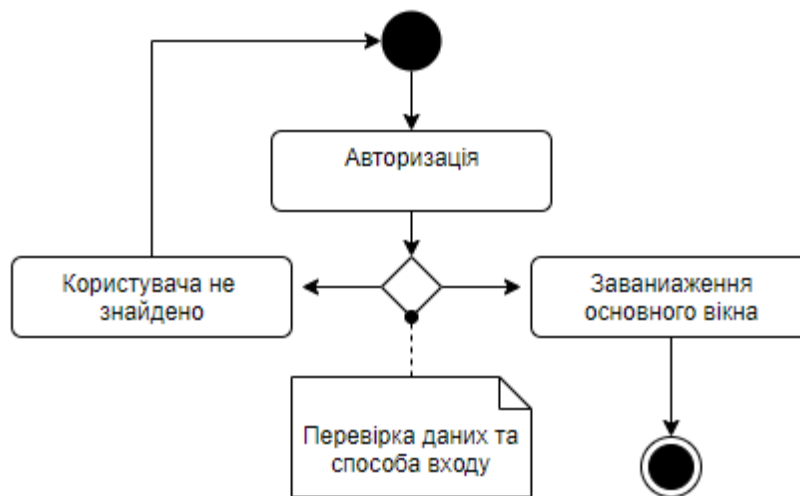 Авторизація
Користувача не
знайдено
Заваниаження
основного вікна
Перевірка даних та
способа входу